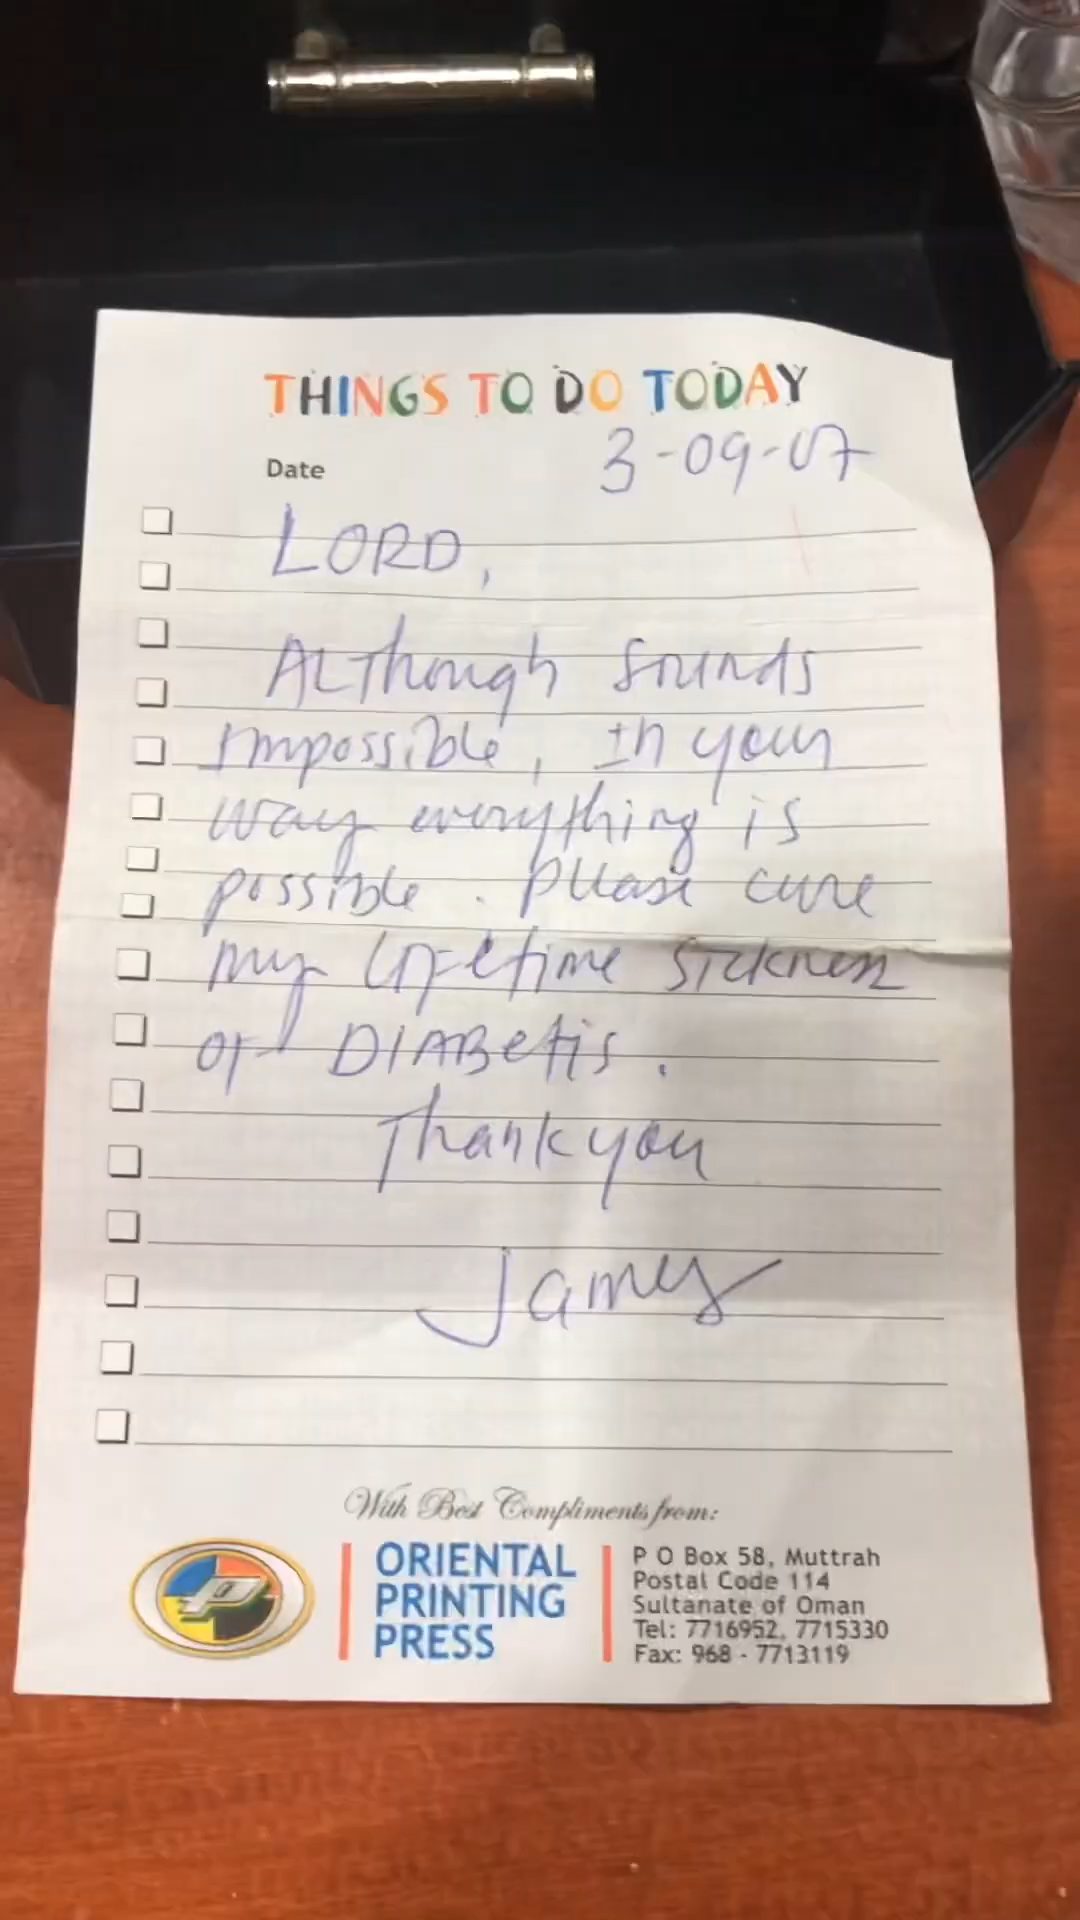 THINGS TO DO TODAY
Date 3-09-07
LORD,
ALThough sounds
Impossible, In your
way everything is
possible. please cure
my Lifetime sickness
of DIABetis.
Thank you
James
With Best Compliments from:
ORIENTAL
PRINTING
PRESS
P O Box 58, Muttrah
Postal Code 114
Sultanate of Oman
Tel: 7716952, 7715330
Fax: 968 - 7713119